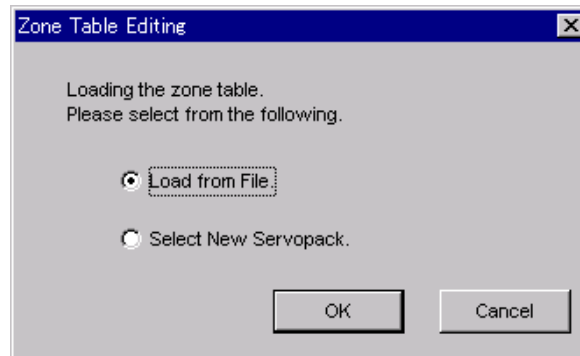 Zone Table Editing
Loading the zone table.
Please select from the following.
Load from File.
Select New Servopack.
OK Cancel